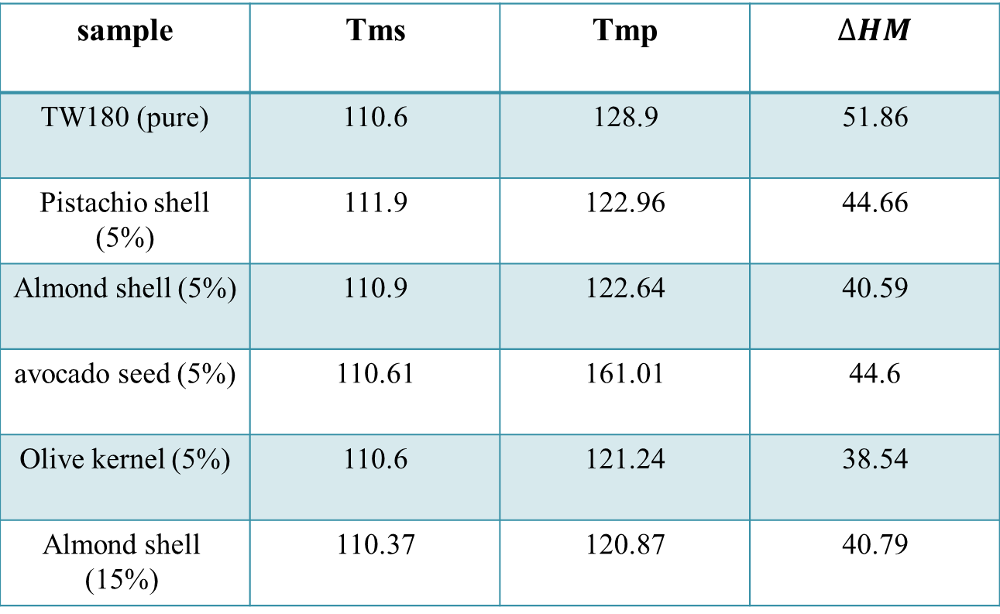 sample Tms Tmp ΔHM
TW180 (pure) 110.6 128.9 51.86
Pistachio shell 111.9 122.96 44.66
(5%)
Almond shell (5%) 110.9 122.64 40.59
avocado seed (5%) 110.61 161.01 44.6
Olive kernel (5%) 110.6 121.24 38.54
Almond shell 110.37 120.87 40.79
(15%)